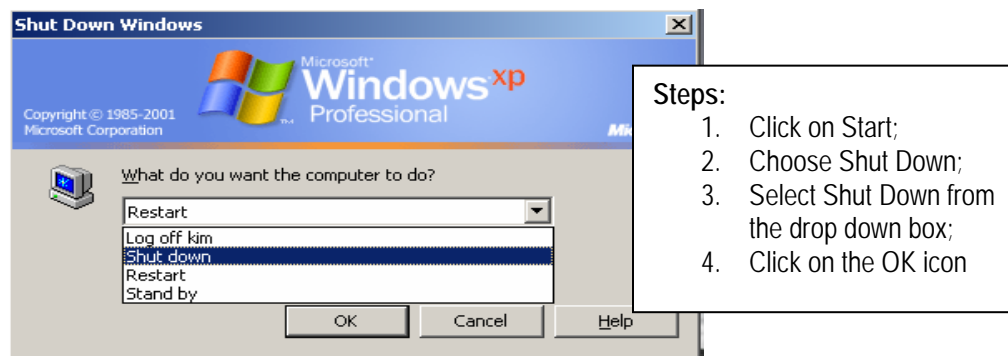 Shut Down Windows
Microsoft
Windows xp
Professional
Copyright © 1985-2001
Microsoft Corporation
What do you want the computer to do?
Restart
Log off kim
Shut down
Restart
Stand by
OK Cancel Help
Steps:
1. Click on Start;
2. Choose Shut Down;
3. Select Shut Down from
the drop down box;
4. Click on the OK icon